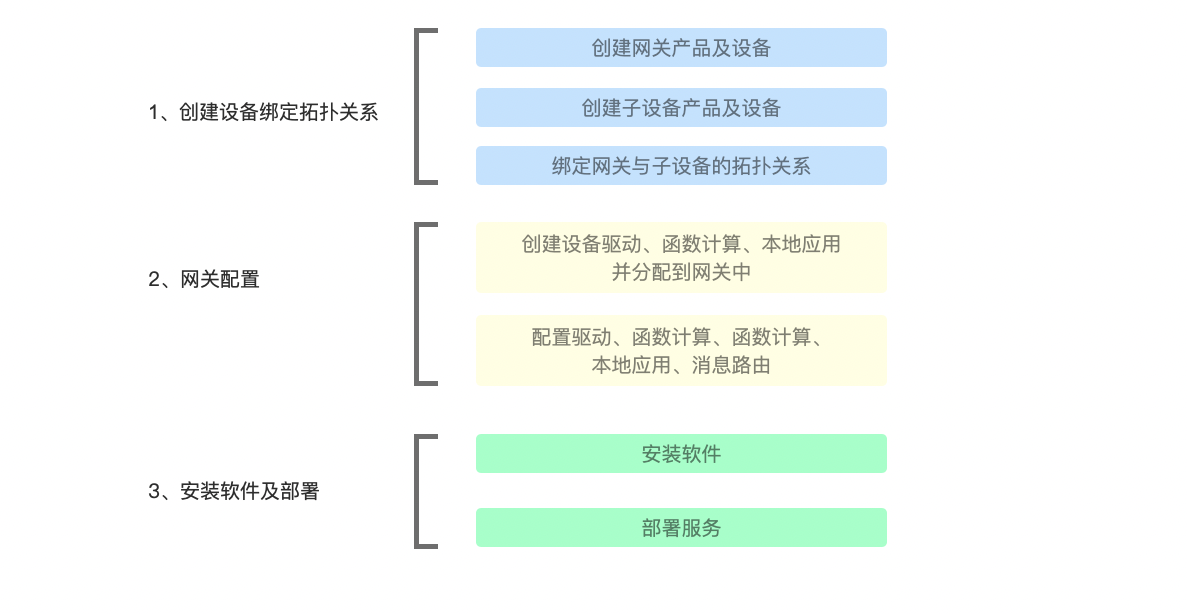 1、创建设备绑定拓扑关系
创建网关产品及设备
创建子设备产品及设备
绑定网关与子设备的拓扑关系
2、网关配置
创建设备驱动、函数计算、本地应用
并分配到网关中
配置驱动、函数计算、函数计算、
本地应用、消息路由
3、安装软件及部署
安装软件
部署服务